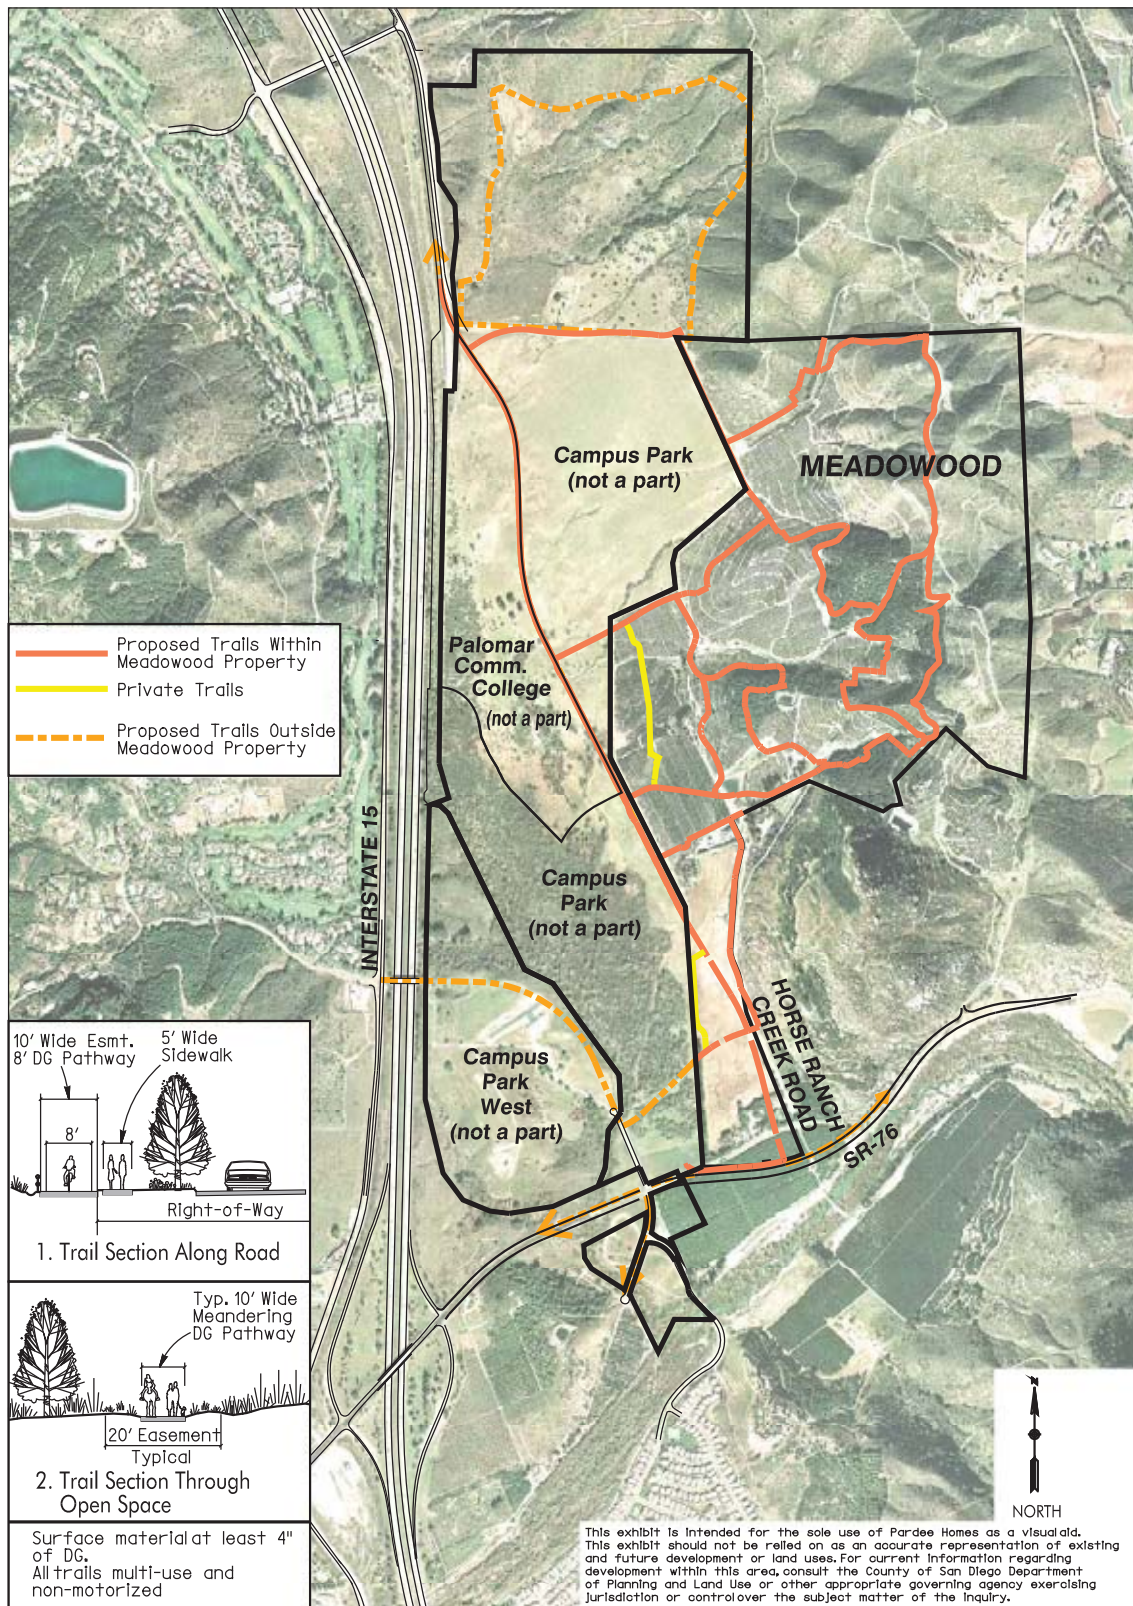 Campus Park
(not a part)
MEADOWOOD
Proposed Trails Within
Meadowood Property
Private Trails
Proposed Trails Outside
Meadowood Property
Palomar
Comm.
College
(not a part)
INTERSTATE 15
Campus
Park
(not a part)
HORSE RANCH
CREEK ROAD
Campus
Park
West
(not a part)
SR-76
10' Wide Esmt.
8' DG Pathway
5' Wide
Sidewalk
8'
Right-of-Way
1. Trail Section Along Road
Typ. 10' Wide
Meandering
DG Pathway
20' Easement
Typical
2. Trail Section Through
Open Space
Surface material at least 4"
of DG.
All trails multi-use and
non-motorized
N
NORTH
This exhibit is intended for the sole use of Pardee Homes as a visual aid.
This exhibit should not be relied on as an accurate representation of existing
and future development or land uses. For current information regarding
development within this area, consult the County of San Diego Department
of Planning and Land Use or other appropriate governing agency exercising
jurisdiction or control over the subject matter of the inquiry.